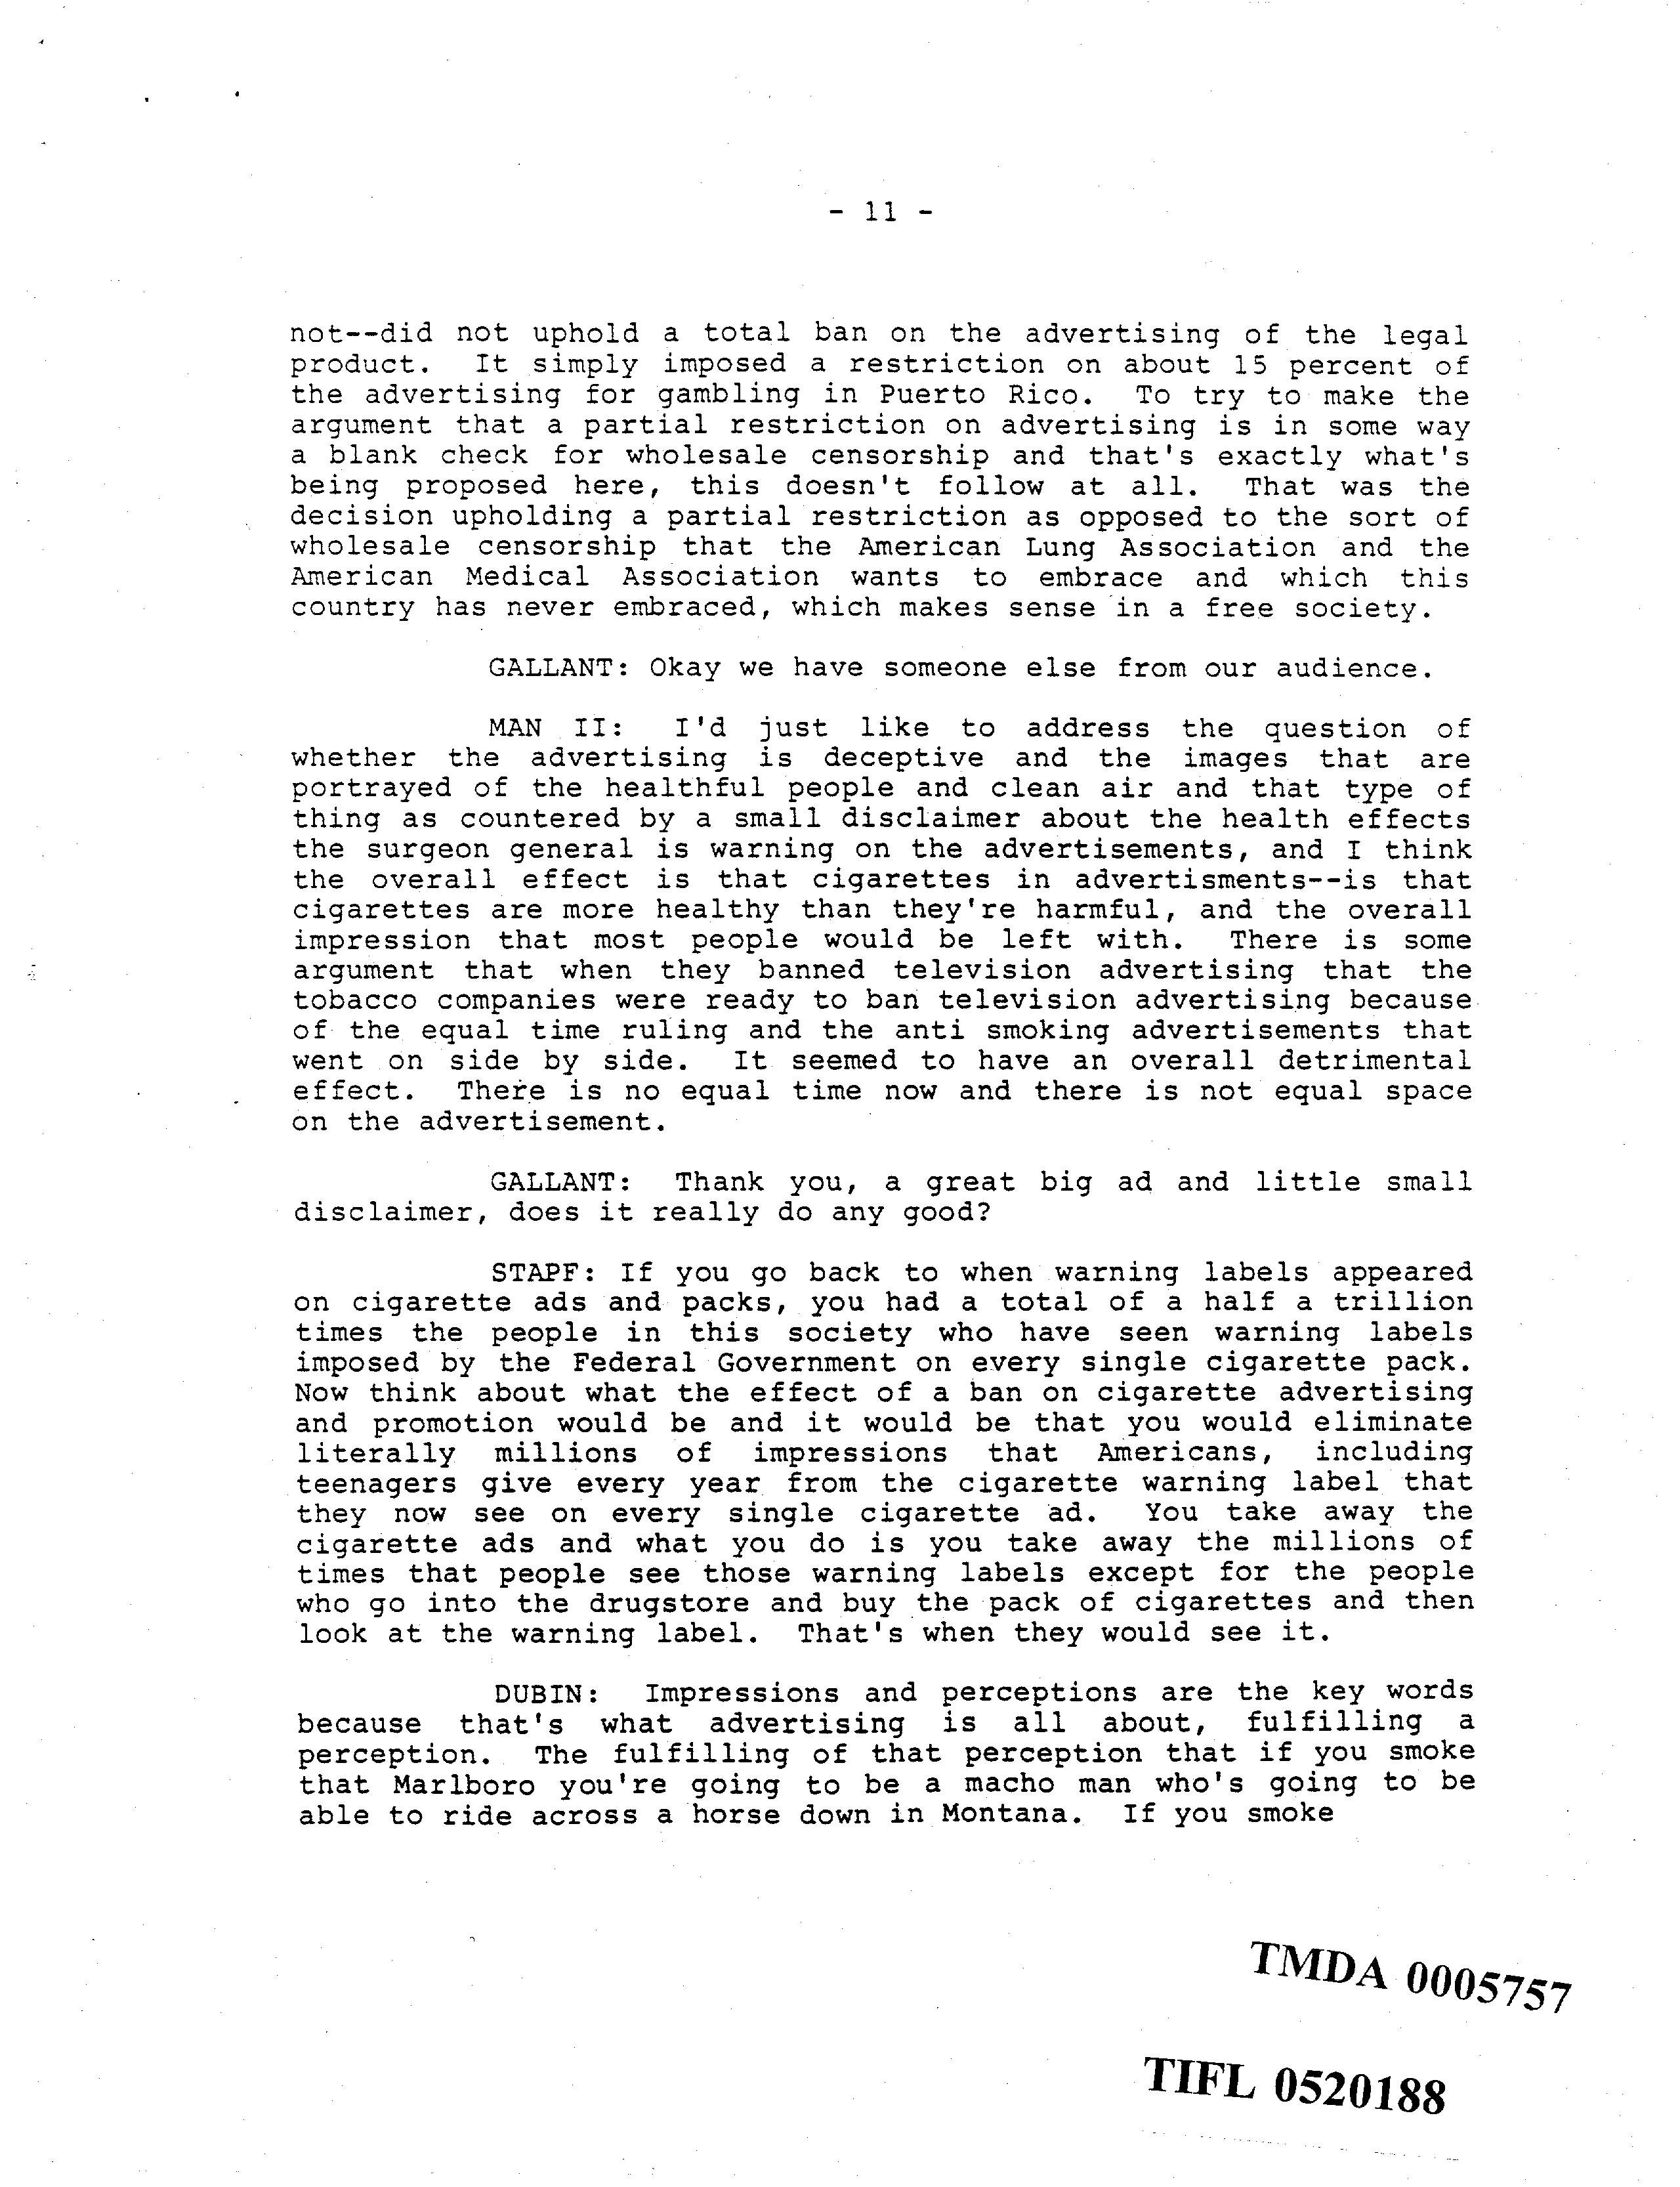 - 11 -
not--did not uphold a total ban on the advertising of the legal
product. It simply imposed a restriction on about 15 percent of
the advertising for gambling in Puerto Rico. To try to make the
argument that a partial restriction on advertising is in some way
a blank check for wholesale censorship and that's exactly what's
being proposed here, this doesn't follow at all. That was the
decision upholding a partial restriction as opposed to the sort of
wholesale censorship that the American Lung Association and the
American Medical Association wants to embrace and which this
country has never embraced, which makes sense in a free society.
GALLANT: Okay we have someone else from our audience.
MAN II: I'd just like to address the question of
whether the advertising is deceptive and the images that are
portrayed of the healthful people and clean air and that type of
thing as countered by a small disclaimer about the health effects
the surgeon general is warning on the advertisements, and I think
the overall effect is that cigarettes in advertisments--is that
cigarettes are more healthy than they're harmful, and the overall
impression that most people would be left with. There is some
argument that when they banned television advertising that the
tobacco companies were ready to ban television advertising because
of the equal time ruling and the anti smoking advertisements that
went on side by side. It seemed to have an overall detrimental
effect. There is no equal time now and there is not equal space
on the advertisement.
GALLANT: Thank you, a great big ad and little small
disclaimer, does it really do any good?
STAPF: If you go back to when warning labels appeared
on cigarette ads and packs, you had a total of a half a trillion
times the people in this society who have seen warning labels
imposed by the Federal Government on every single cigarette pack.
Now think about what the effect of a ban on cigarette advertising
and promotion would be and it would be that you would eliminate
literally millions of impressions that Americans, including
teenagers give every year from the cigarette warning label that
they now see on every single cigarette ad. You take away the
cigarette ads and what you do is you take away the millions of
times that people see those warning labels except for the people
who go into the drugstore and buy the pack of cigarettes and then
look at the warning label. That's when they would see it.
DUBIN: Impressions and perceptions are the key words
because that's what advertising is all about, fulfilling a
perception. The fulfilling of that perception that if you smoke
that Marlboro you're going to be a macho man who's going to be
able to ride across a horse down in Montana. If you smoke
TMDA 0005757
TIFL 0520188